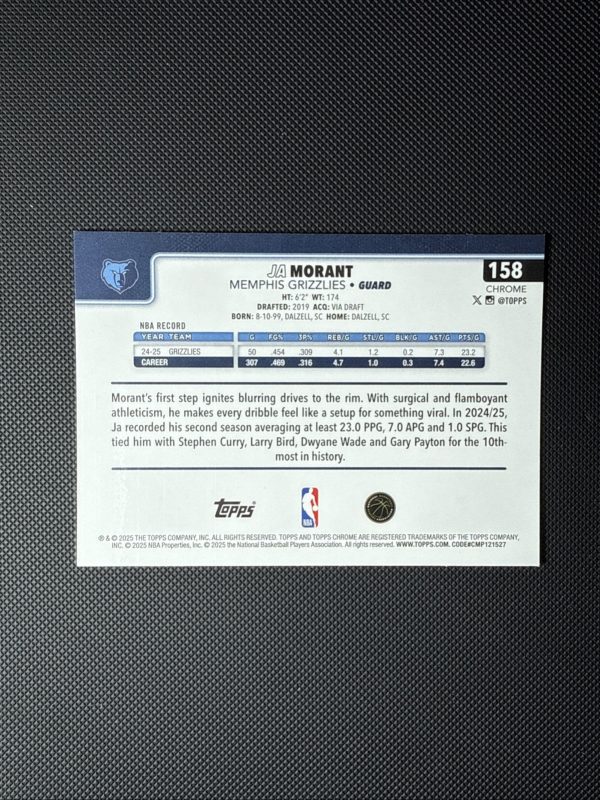 158
JA MORANT
MEMPHIS GRIZZLIES • GUARD
CHROME
HT: 6'2" WT: 174
@TOPPS
DRAFTED: 2019 ACQ: VIA DRAFT
BORN: 8-10-99, DALZELL, SC HOME: DALZELL, SC
NBA RECORD
YEAR TEAM G FG% 3P% REB/G STL/G BLK/G AST/G PTS/G
24-25 GRIZZLIES 50 .454 .309 4.1 1.2 0.2 7.3 23.2
CAREER 307 .469 .316 4.7 1.0 0.3 7.4 22.6
Morant's first step ignites blurring drives to the rim. With surgical and flamboyant
athleticism, he makes every dribble feel like a setup for something viral. In 2024/25,
Ja recorded his second season averaging at least 23.0 PPG, 7.0 APG and 1.0 SPG. This
tied him with Stephen Curry, Larry Bird, Dwyane Wade and Gary Payton for the 10th-
most in history.
Topps
NBA
® & © 2025 THE TOPPS COMPANY, INC. ALL RIGHTS RESERVED. TOPPS AND TOPPS CHROME ARE REGISTERED TRADEMARKS OF THE TOPPS COMPANY,
INC. © 2025 NBA Properties, Inc. © 2025 the National Basketball Players Association. All rights reserved. WWW.TOPPS.COM. CODE#CMP121527